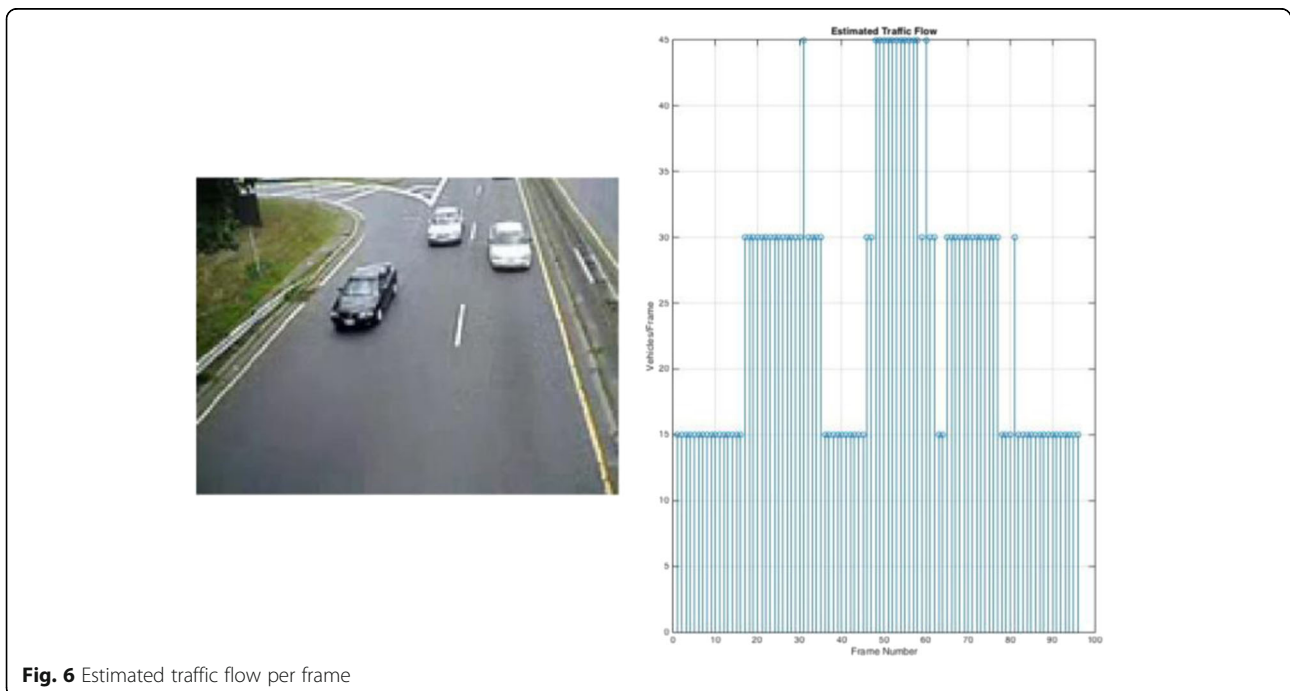 Estimated Traffic Flow
45
40
35
30
25
20
15
10
5
0
Vehicles/Frame
0 10 20 30 40 50 60 70 80 90 100
Frame Number
Fig. 6 Estimated traffic flow per frame